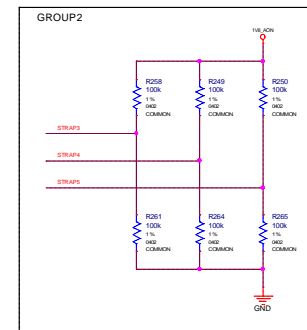 GROUP2
1V8_AON
R258
100k
1%
0402
COMMON
R249
100k
1%
0402
COMMON
R250
100k
1%
0402
COMMON
STRAP3
STRAP4
STRAP5
R261
100k
1%
0402
COMMON
R264
100k
1%
0402
COMMON
R265
100k
1%
0402
COMMON
GND